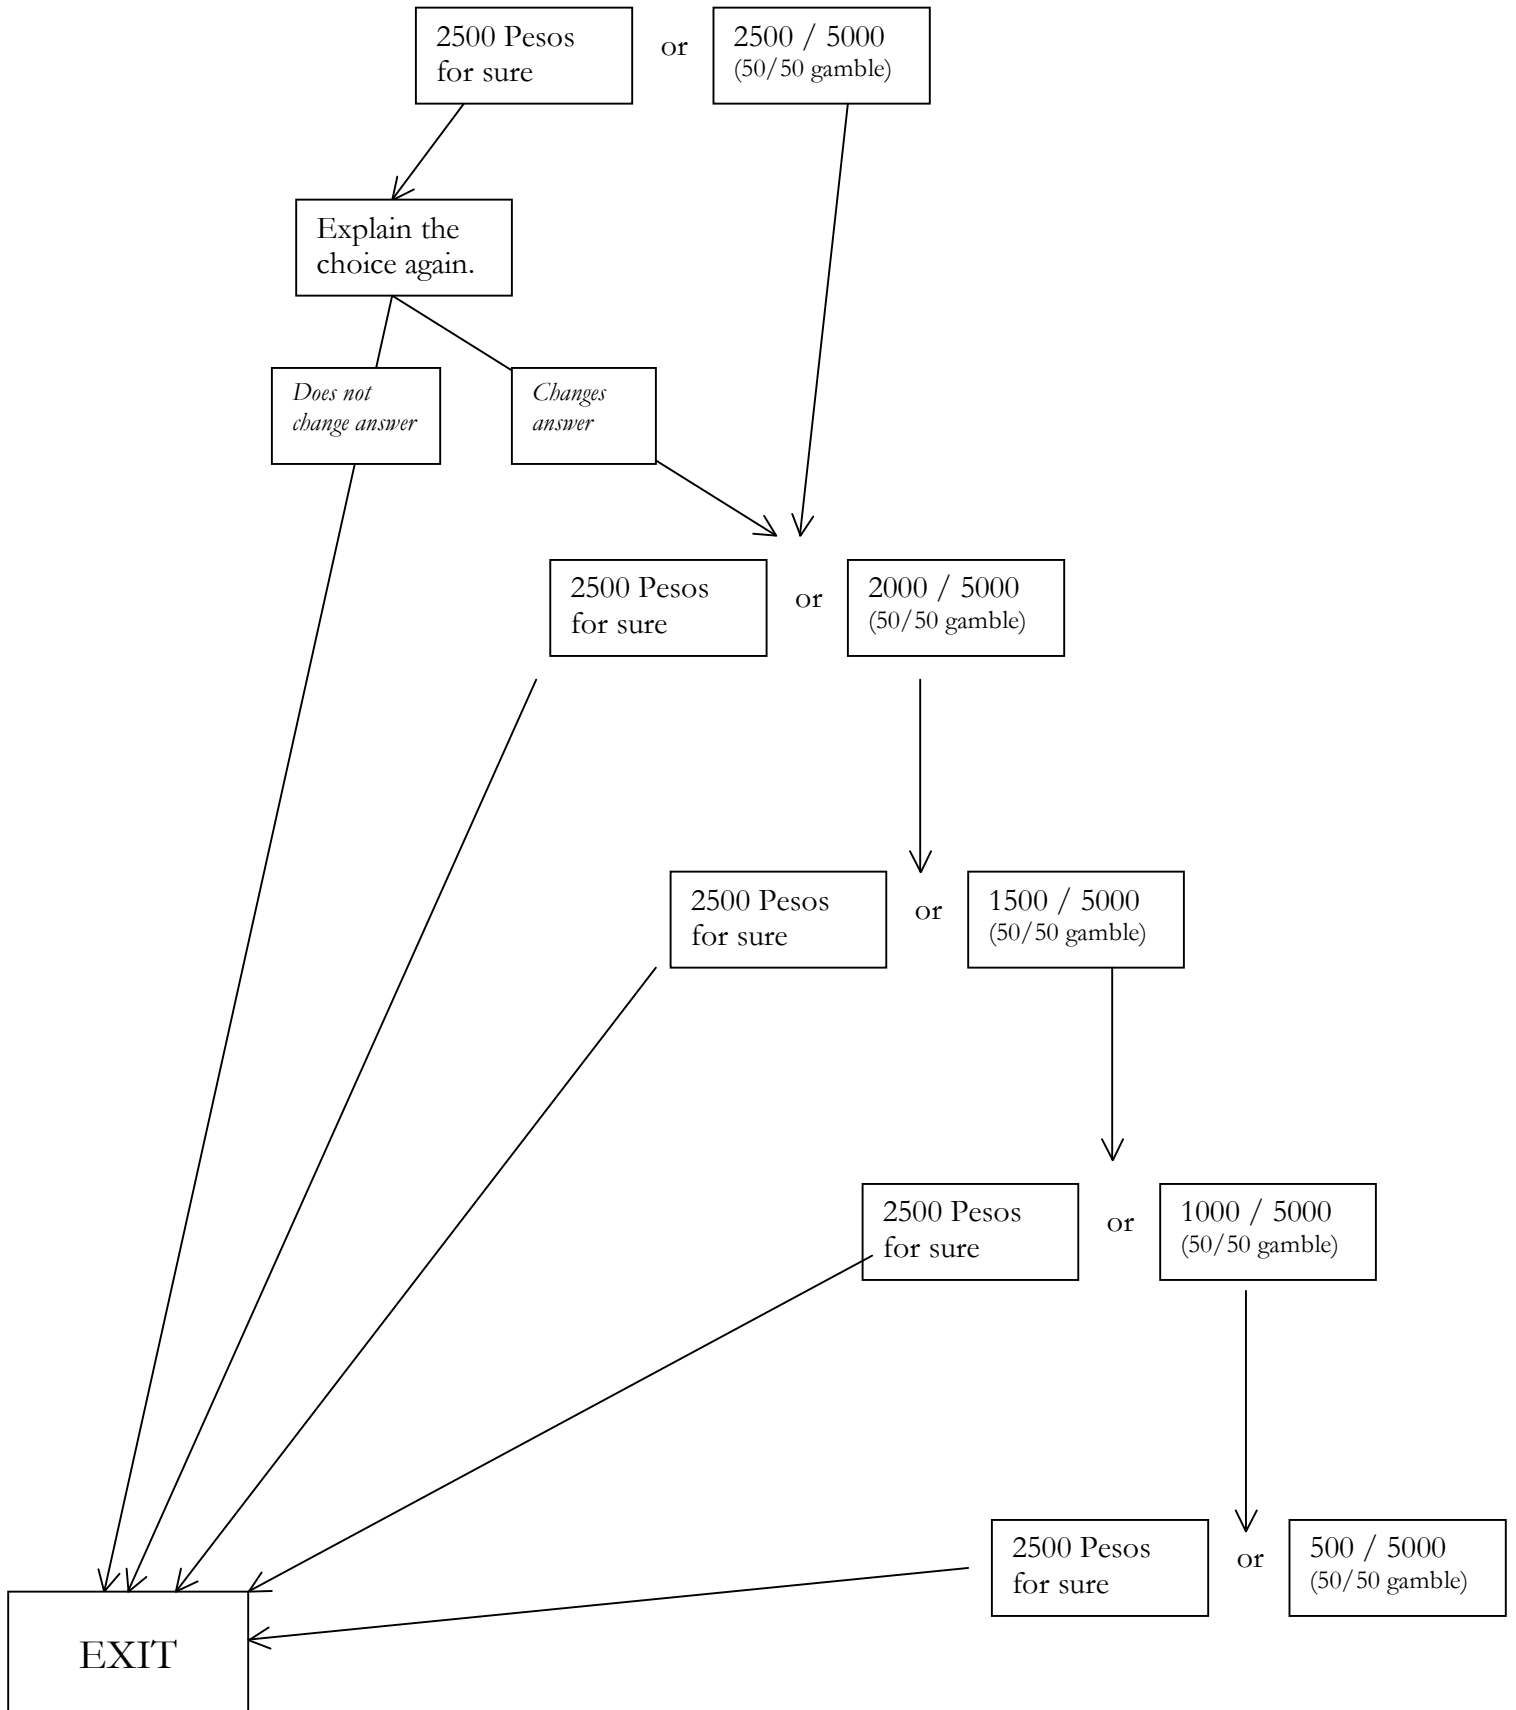 2500 Pesos
for sure
or
2500 / 5000
(50/50 gamble)
Explain the
choice again.
Does not
change answer
Changes
answer
2500 Pesos
for sure
or
2000 / 5000
(50/50 gamble)
2500 Pesos
for sure
or
1500 / 5000
(50/50 gamble)
2500 Pesos
for sure
or
1000 / 5000
(50/50 gamble)
2500 Pesos
for sure
or
500 / 5000
(50/50 gamble)
EXIT